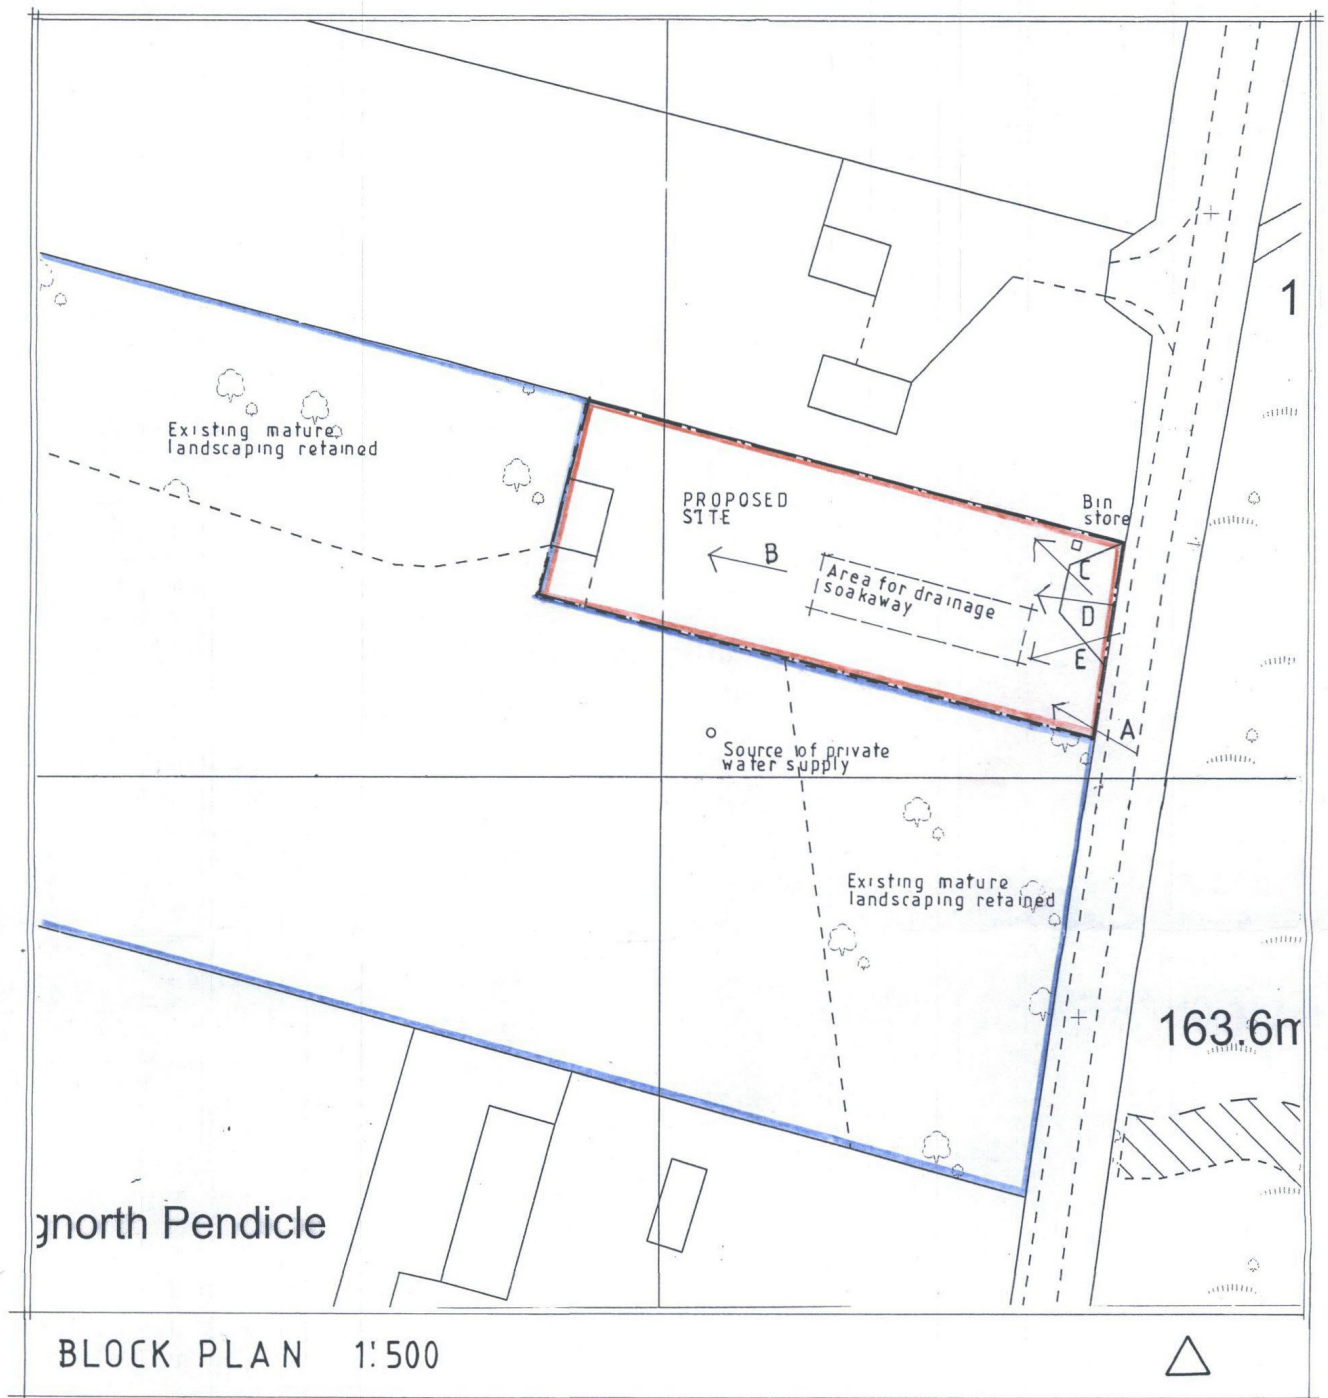 1
Existing mature
landscaping retained
PROPOSED
SITE
Bin
store
B
C
Area for drainage
soakaway
D
E
A
Source of private
water supply
Existing mature
landscaping retained
163.6m
gnorth Pendicle
BLOCK PLAN 1:500